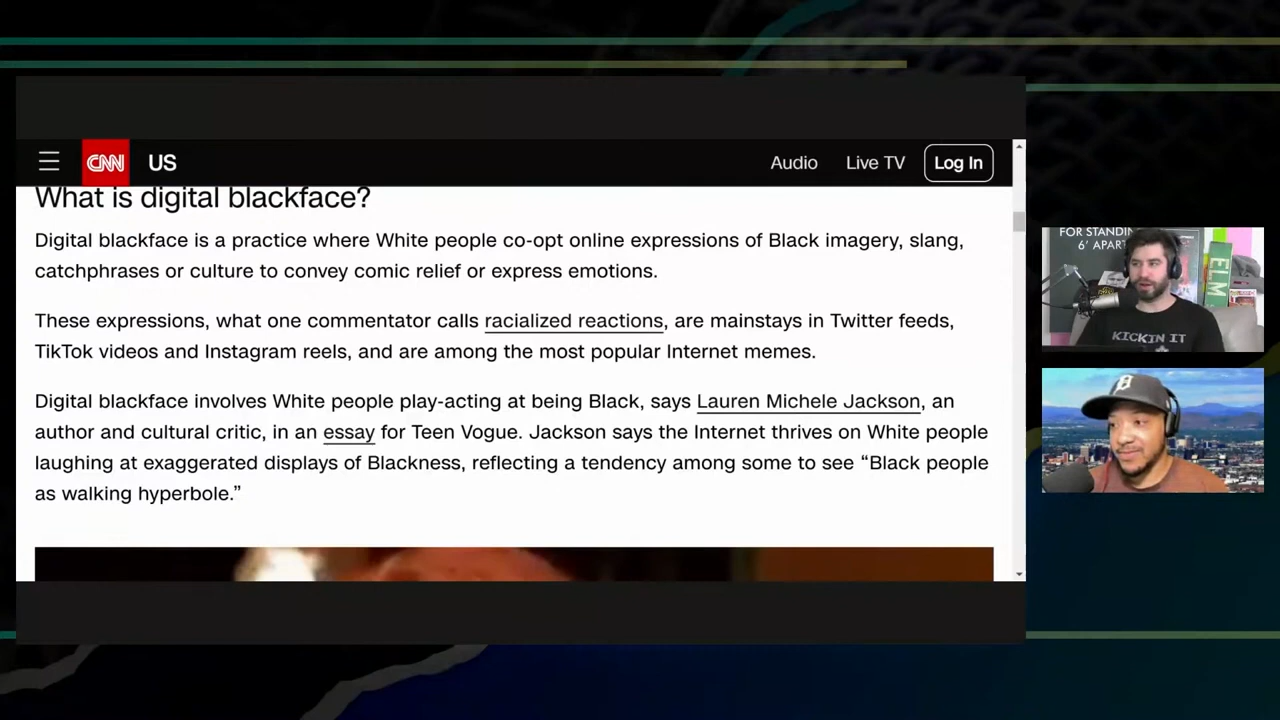 CNN US Audio Live TV Log In
What is digital blackface?
Digital blackface is a practice where White people co-opt online expressions of Black imagery, slang,
catchphrases or culture to convey comic relief or express emotions.
These expressions, what one commentator calls racialized reactions, are mainstays in Twitter feeds,
TikTok videos and Instagram reels, and are among the most popular Internet memes.
Digital blackface involves White people play-acting at being Black, says Lauren Michele Jackson, an
author and cultural critic, in an essay for Teen Vogue. Jackson says the Internet thrives on White people
laughing at exaggerated displays of Blackness, reflecting a tendency among some to see “Black people
as walking hyperbole.”
FOR STANDING
6' APART
ELM
KICKIN IT
D